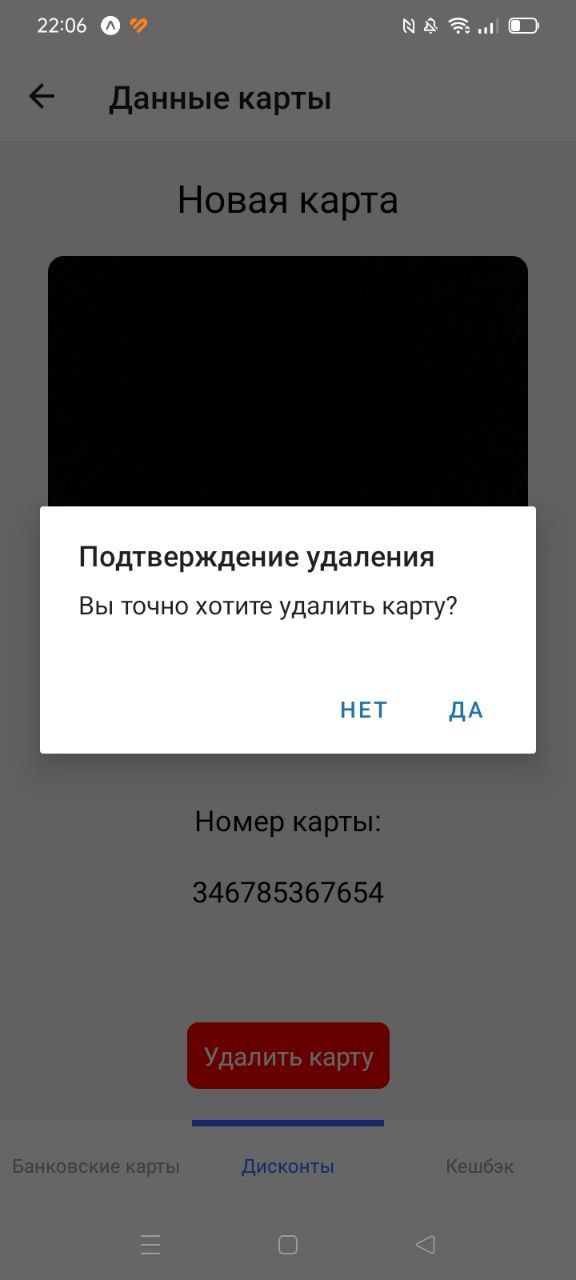 22:06
Данные карты
Новая карта
Подтверждение удаления
Вы точно хотите удалить карту?
НЕТ ДА
Номер карты:
346785367654
Удалить карту
Банковские карты Дисконты Кешбэк